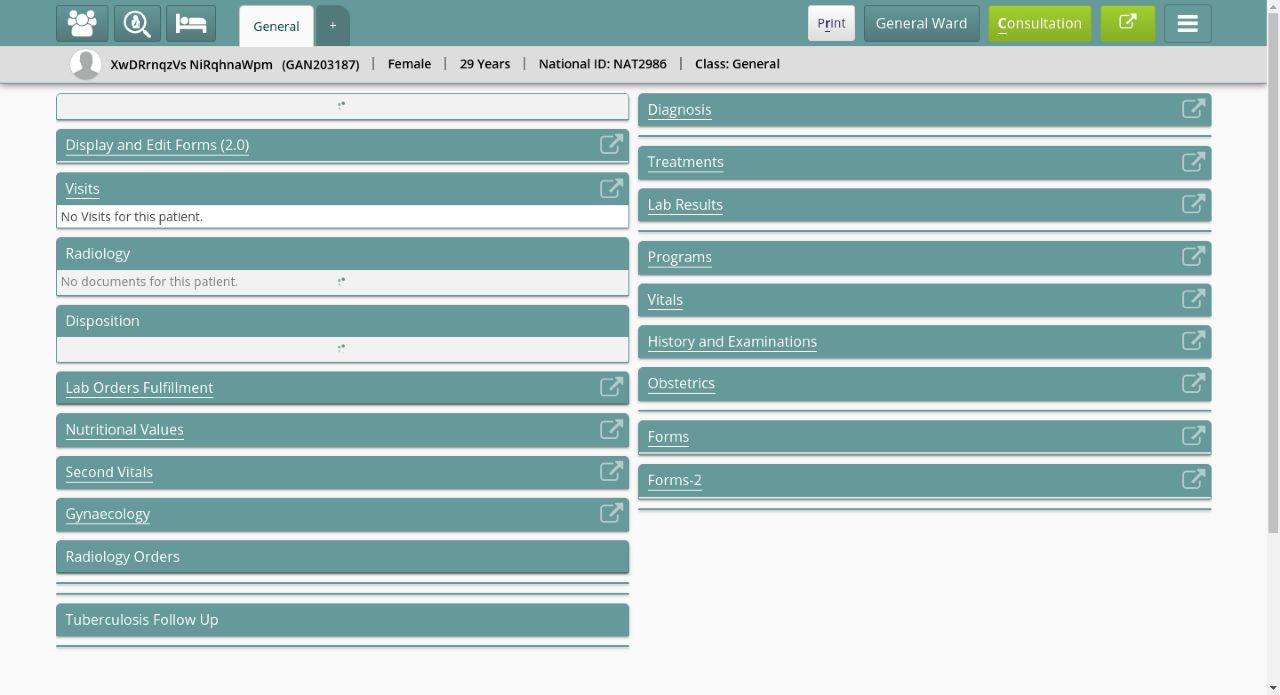 General
+
Print
General Ward
Consultation
XwDRrnqzVs NiRqhnaWpm (GAN203187) | Female | 29 Years | National ID: NAT2986 | Class: General
Display and Edit Forms (2.0)
Visits
No Visits for this patient.
Radiology
No documents for this patient.
Disposition
Lab Orders Fulfillment
Nutritional Values
Second Vitals
Gynaecology
Radiology Orders
Tuberculosis Follow Up
Diagnosis
Treatments
Lab Results
Programs
Vitals
History and Examinations
Obstetrics
Forms
Forms-2